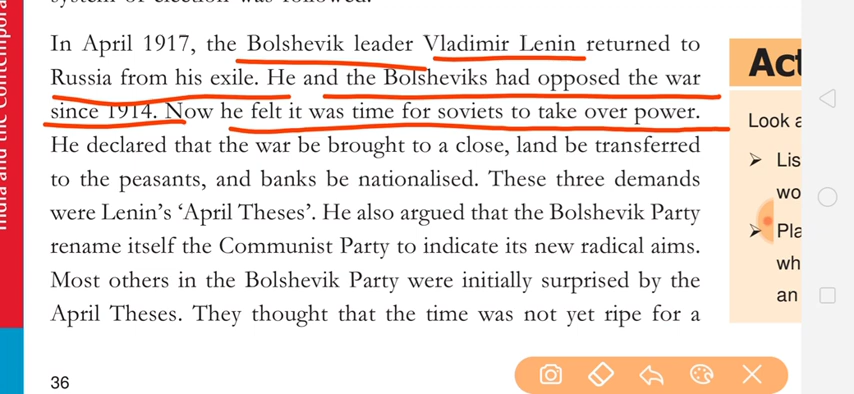 In April 1917, the Bolshevik leader Vladimir Lenin returned to
Russia from his exile. He and the Bolsheviks had opposed the war
since 1914. Now he felt it was time for soviets to take over power.
He declared that the war be brought to a close, land be transferred
to the peasants, and banks be nationalised. These three demands
were Lenin's ‘April Theses'. He also argued that the Bolshevik Party
rename itself the Communist Party to indicate its new radical aims.
Most others in the Bolshevik Party were initially surprised by the
April Theses. They thought that the time was not yet ripe for a
36
Act
Look a
➤ Lis
wo
➤ Pla
wh
an
India and the Contempora